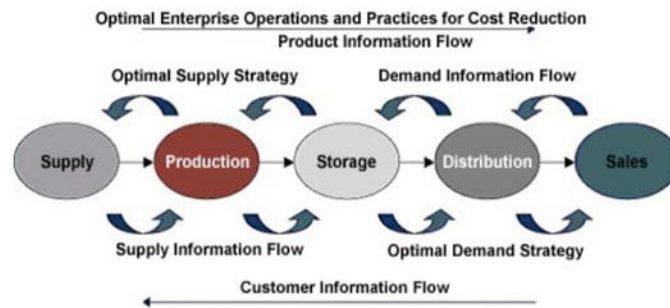 Optimal Enterprise Operations and Practices for Cost Reduction
Product Information Flow
Optimal Supply Strategy
Demand Information Flow
Supply
Production
Storage
Distribution
Sales
Supply Information Flow
Optimal Demand Strategy
Customer Information Flow